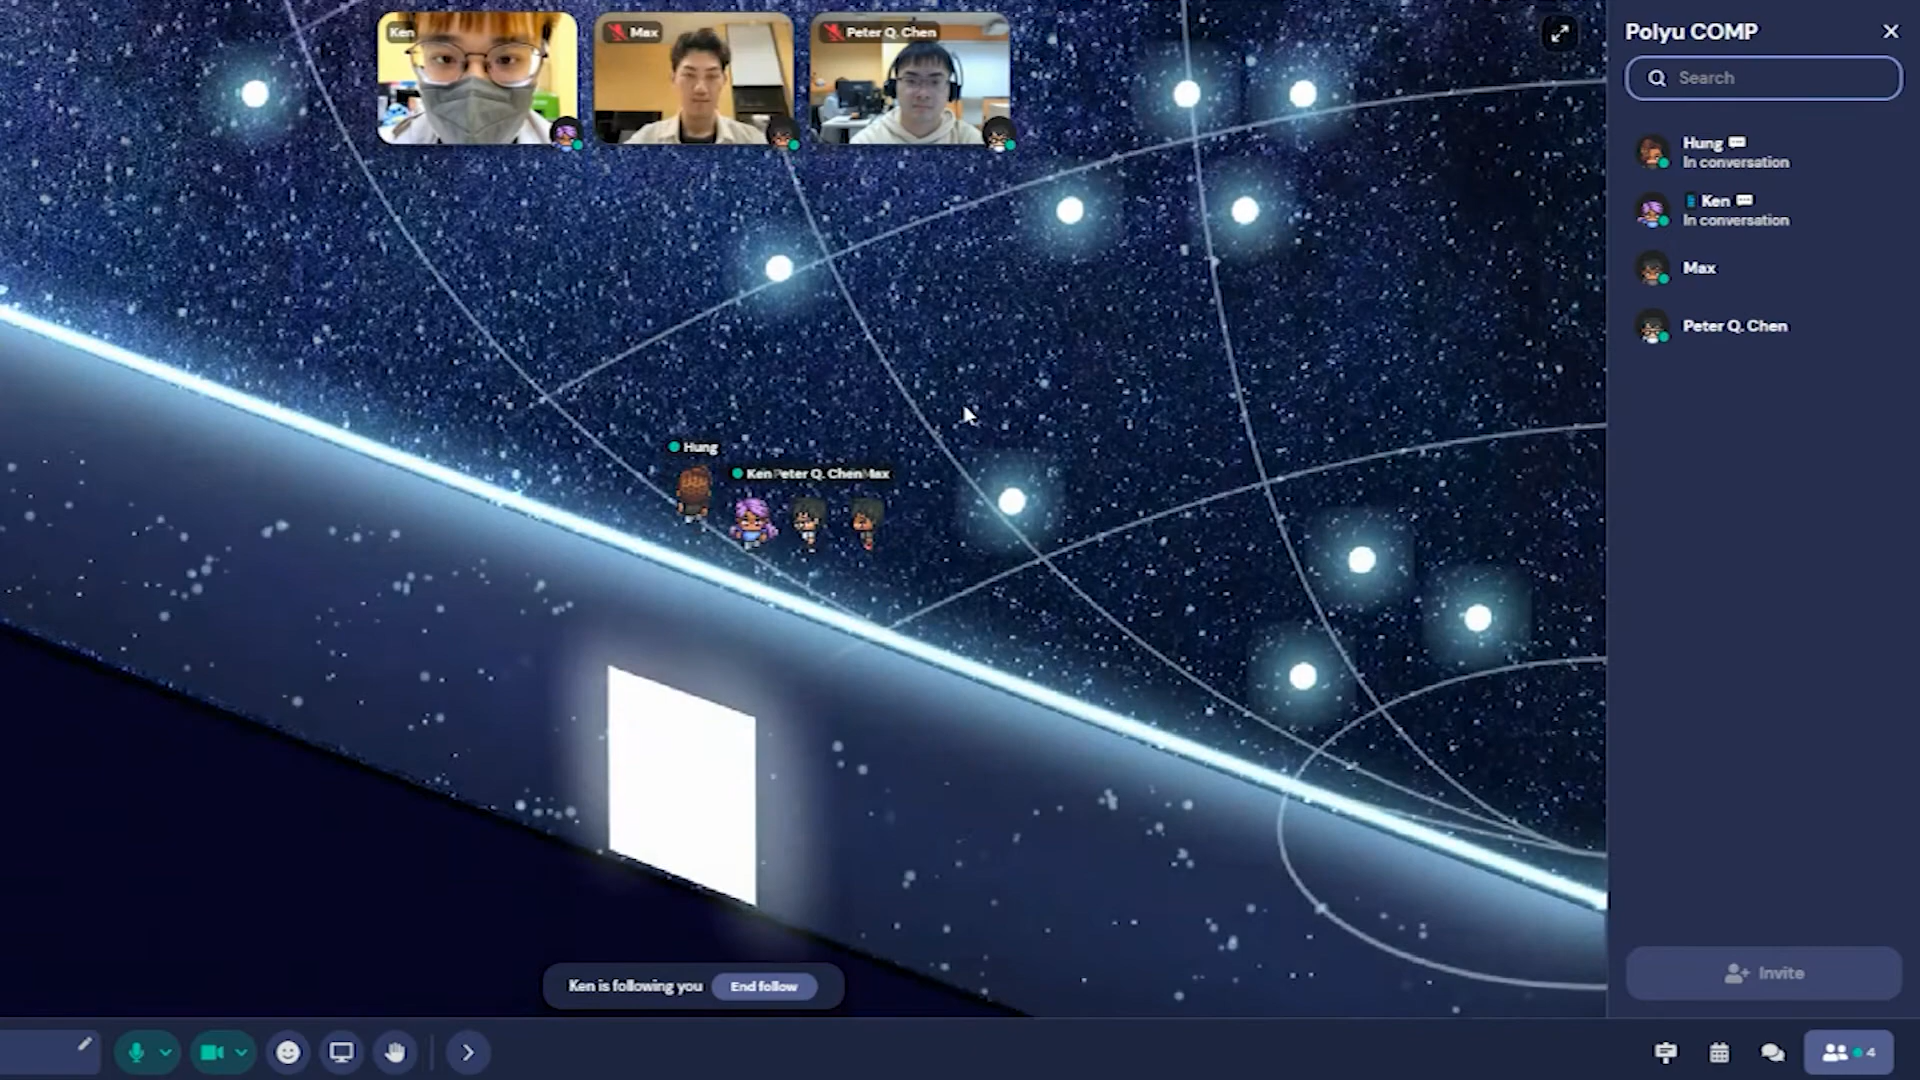 Ken
Max
Peter Q. Chen
Polyu COMP
Search
Hung
In conversation
Ken
In conversation
Max
Peter Q. Chen
Hung
Ken Peter Q. Chen Max
Ken is following you
End follow
Invite
4